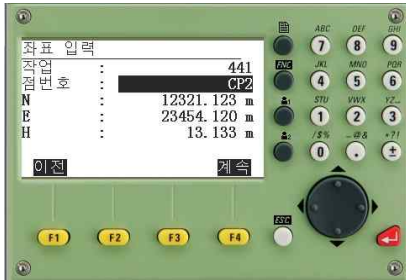 좌표 입력
작업 : 441
점번호 : CP2
N : 12321.123 m
E : 23454.120 m
H : 13.133 m
이전 계속
F1 F2 F3 F4
FNC
ESC
ABC DEF GHI
7 8 9
JKL MNO PQR
4 5 6
STU VWX YZ...
1 2 3
/$% _@& *?!
0 . ±